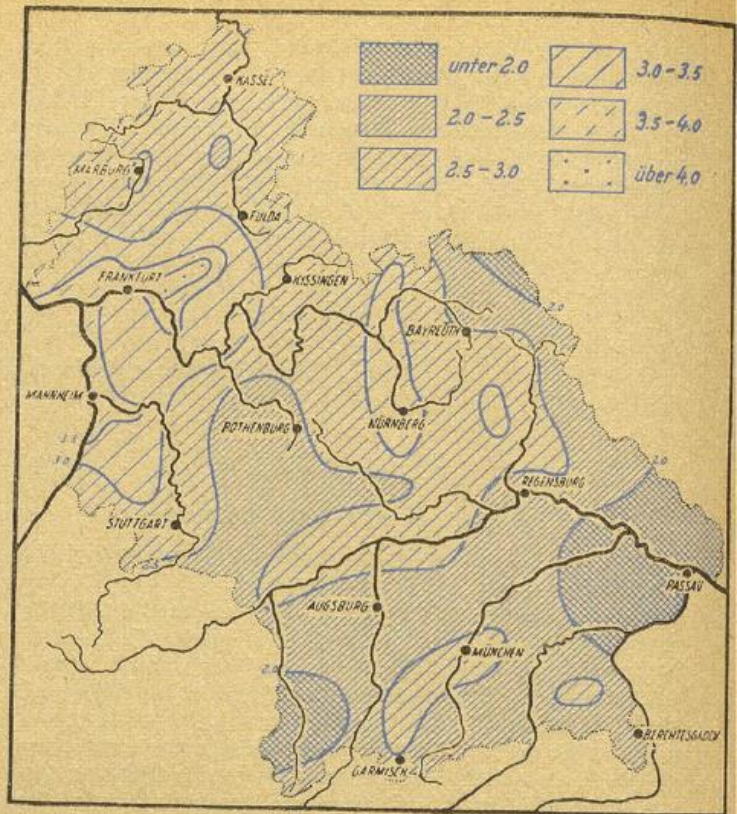 unter 2.0
2.0 - 2.5
2.5 - 3.0
3.0 - 3.5
3.5 - 4.0
über 4.0
KASSEL
MARBURG
FULDA
FRANKFURT
KYSSINGEN
2.0
BAYREUTH
MANNHEIM
ROTHENBURG
NÜRNBERG
3.0
2.0
REGENSBURG
STUTTGART
PASSAU
AUGSBURG
MÜNCHEN
2.0
BERCHTESGADEN
GARMISCH